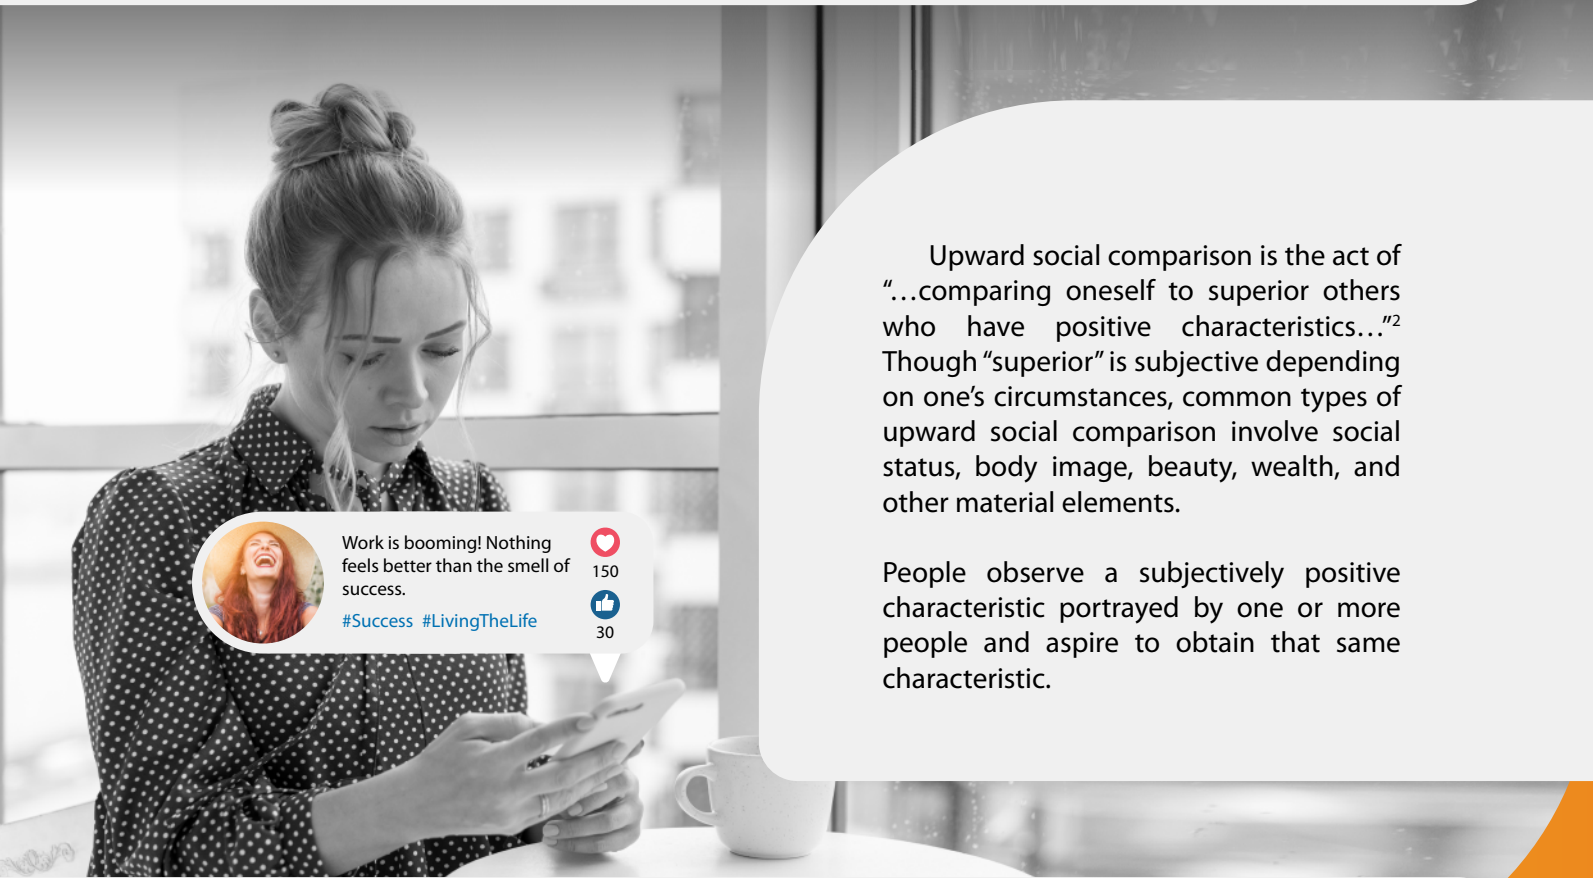 Work is booming! Nothing
feels better than the smell of
success.
#Success #LivingTheLife
150
30
Upward social comparison is the act of
“…comparing oneself to superior others
who have positive characteristics…”2
Though “superior” is subjective depending
on one’s circumstances, common types of
upward social comparison involve social
status, body image, beauty, wealth, and
other material elements.
People observe a subjectively positive
characteristic portrayed by one or more
people and aspire to obtain that same
characteristic.